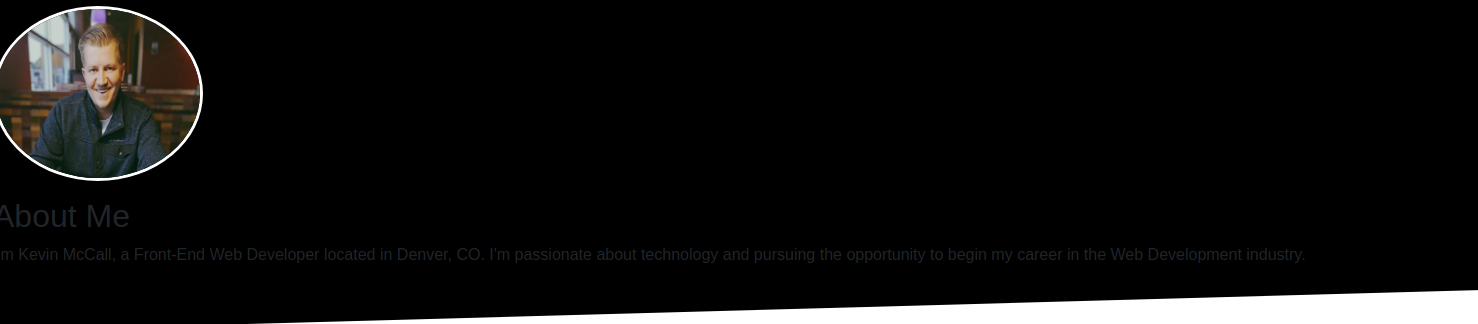 About Me
m Kevin McCall, a Front-End Web Developer located in Denver, CO. I'm passionate about technology and pursuing the opportunity to begin my career in the Web Development industry.